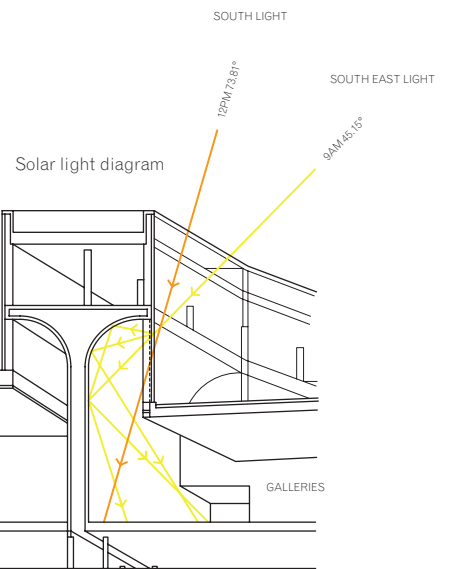 SOUTH LIGHT
SOUTH EAST LIGHT
12PM 73.81°
9AM 45.15°
Solar light diagram
GALLERIES